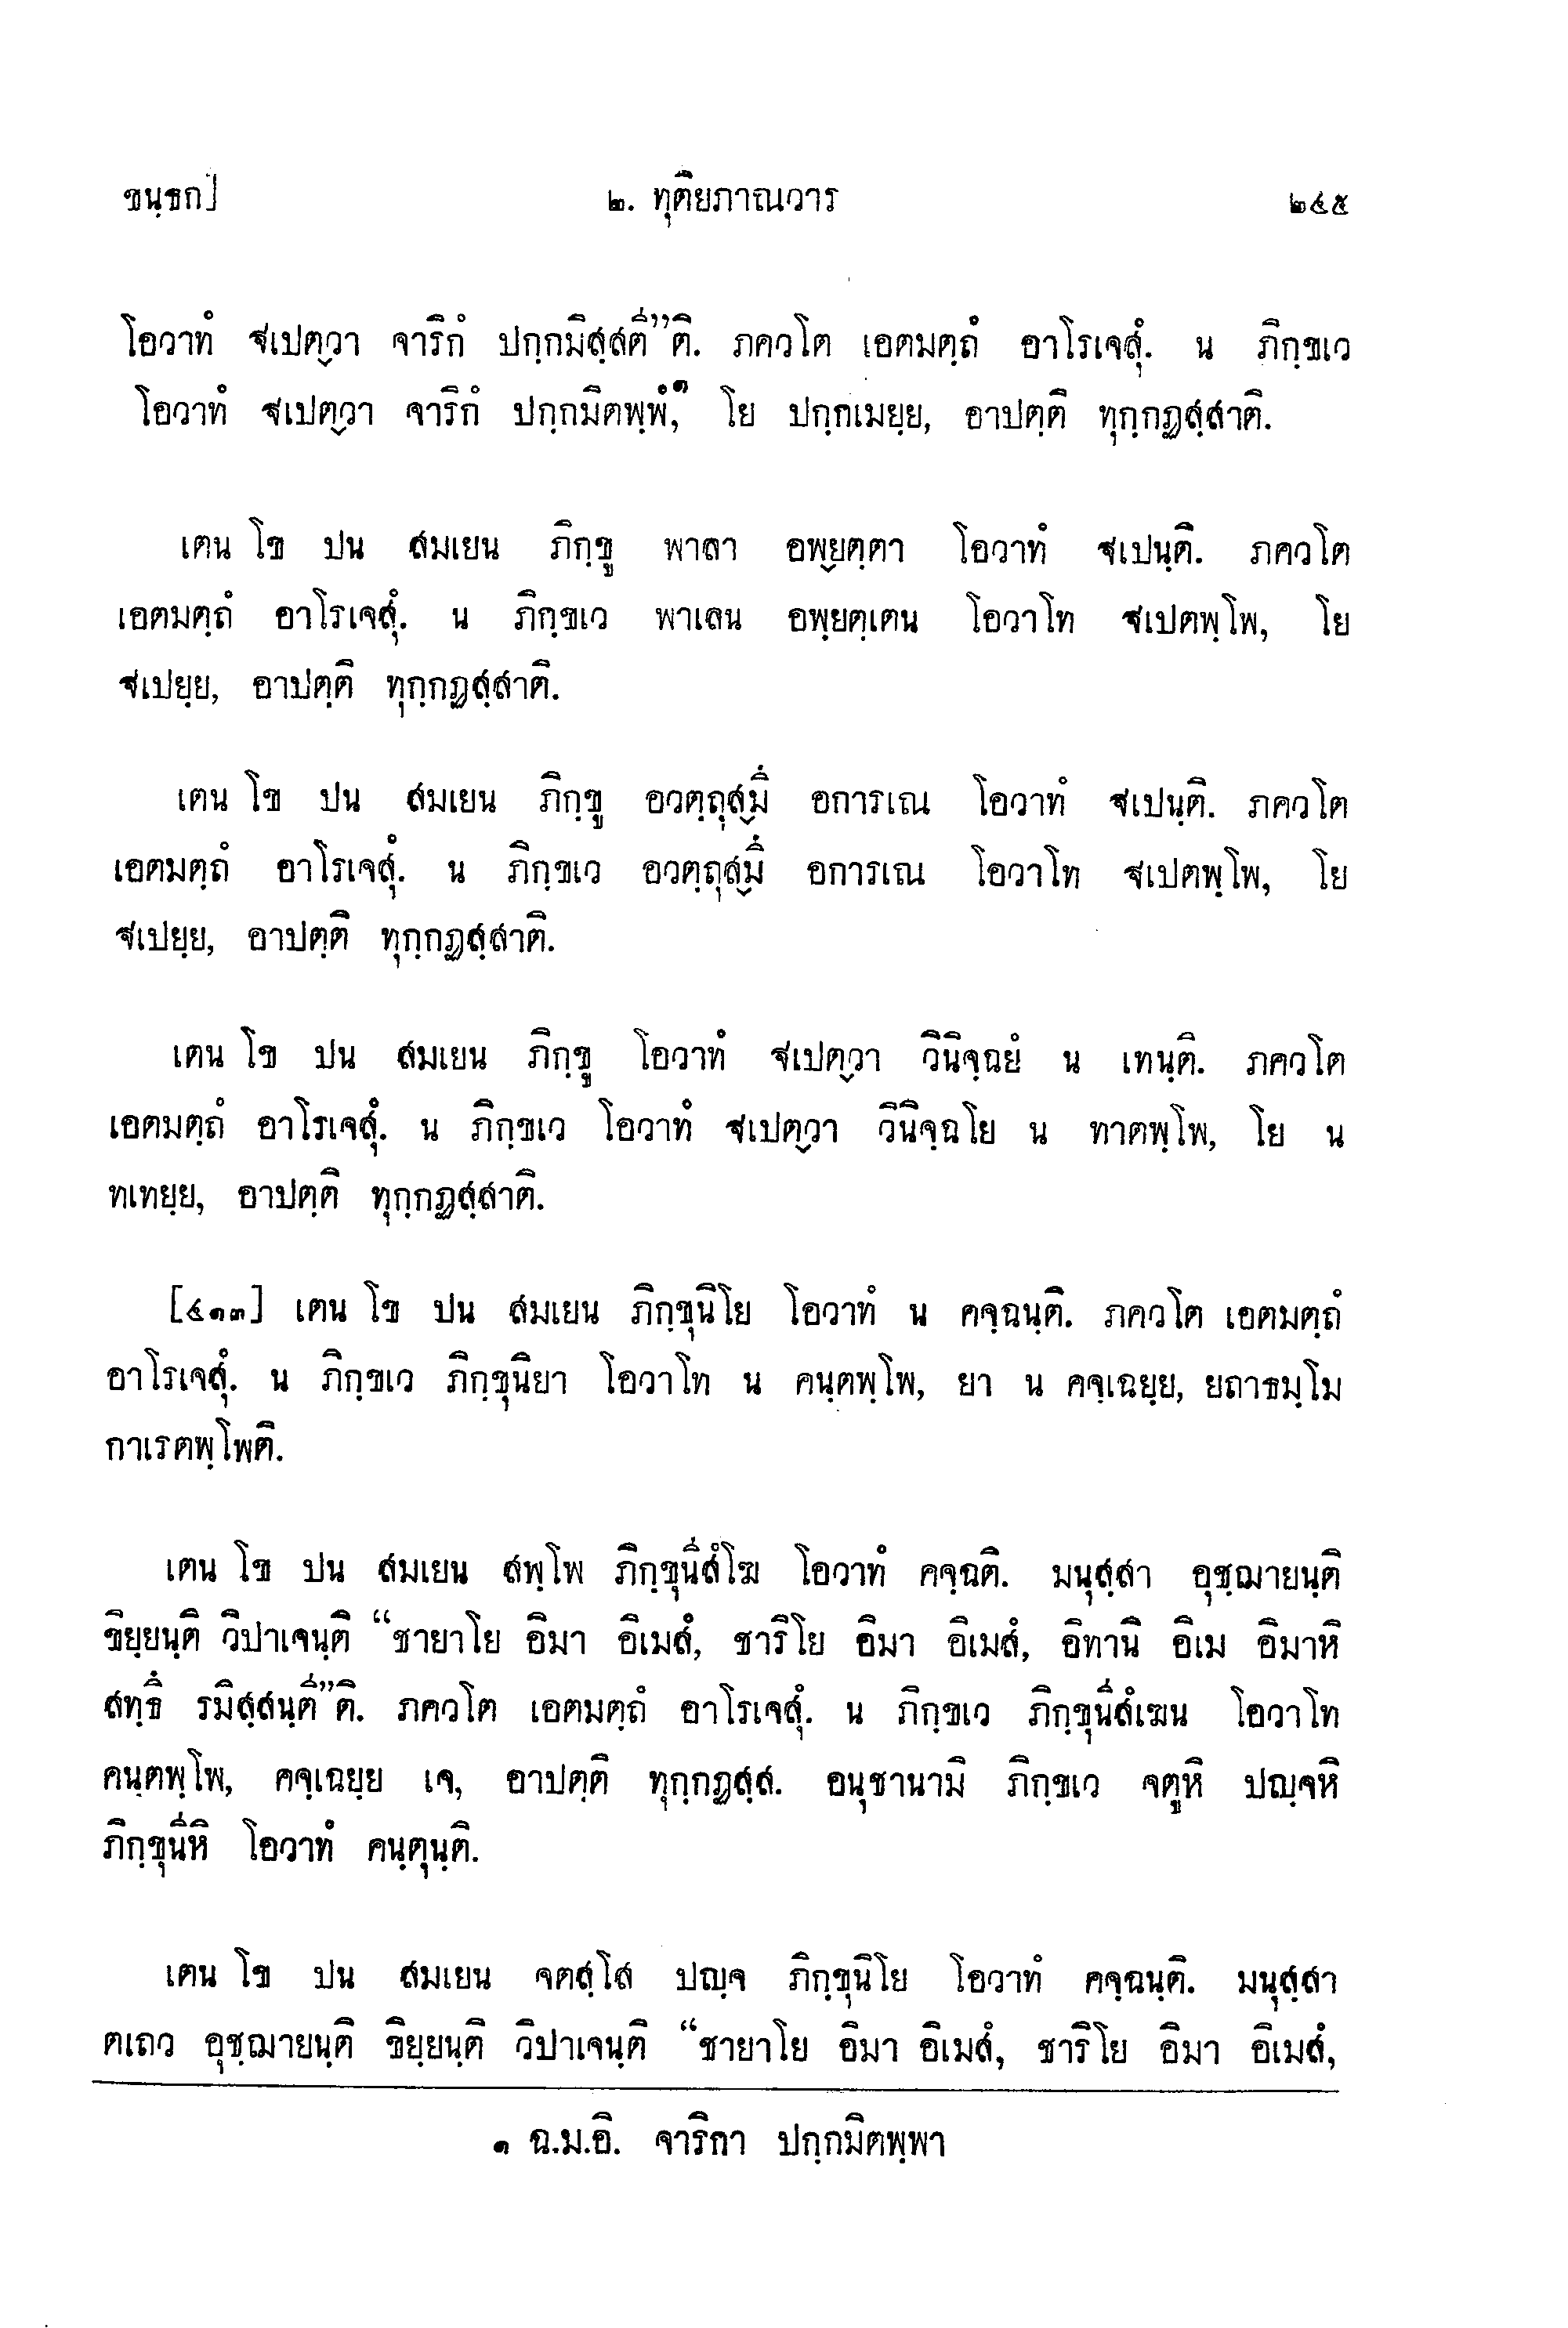 ขนฺธก]
๒. ทุติยภาณวาร
๒๔๕
โอวาทํ ฐเปตฺวา จาริกํ ปกฺกมิสฺสตี”ติ. ภควโต เอตมตฺถํ อาโรเจสุํ. น ภิกฺขเว
โอวาทํ ฐเปตฺวา จาริกํ ปกฺกมิตพฺพํ,๑ โย ปกฺกเมยฺย, อาปตฺติ ทุกฺกฏสฺสาติ.
เตน โข ปน สมเยน ภิกฺขู พาลา อพฺยตฺตา โอวาทํ ฐเปนฺติ. ภควโต
เอตมตฺถํ อาโรเจสุํ. น ภิกฺขเว พาเลน อพฺยตฺเตน โอวาโท ฐเปตพฺโพ, โย
ฐเปยฺย, อาปตฺติ ทุกฺกฏสฺสาติ.
เตน โข ปน สมเยน ภิกฺขู อวตฺถุสฺมึ อการเณ โอวาทํ ฐเปนฺติ. ภควโต
เอตมตฺถํ อาโรเจสุํ. น ภิกฺขเว อวตฺถุสฺมึ อการเณ โอวาโท ฐเปตพฺโพ, โย
ฐเปยฺย, อาปตฺติ ทุกฺกฏสฺสาติ.
เตน โข ปน สมเยน ภิกฺขู โอวาทํ ฐเปตฺวา วินิจฺฉยํ น เทนฺติ. ภควโต
เอตมตฺถํ อาโรเจสุํ. น ภิกฺขเว โอวาทํ ฐเปตฺวา วินิจฺฉโย น ทาตพฺโพ, โย น
ทเทยฺย, อาปตฺติ ทุกฺกฏสฺสาติ.
[๔๑๓] เตน โข ปน สมเยน ภิกฺขุนิโย โอวาทํ น คจฺฉนฺติ. ภควโต เอตมตฺถํ
อาโรเจสุํ. น ภิกฺขเว ภิกฺขุนิยา โอวาโท น คนฺตพฺโพ, ยา น คจฺเฉยฺย, ยถาธมฺโม
กาเรตพฺโพติ.
เตน โข ปน สมเยน สพฺโพ ภิกฺขุนีสํโฆ โอวาทํ คจฺฉติ. มนุสฺสา อุชฺฌายนฺติ
ขิยฺยนฺติ วิปาเจนฺติ “ชายาโย อิมา อิเมสํ, ชาริโย อิมา อิเมสํ, อิทานิ อิเม อิมาหิ
สทฺธึ รมิสฺสนฺตี”ติ. ภควโต เอตมตฺถํ อาโรเจสุํ. น ภิกฺขเว ภิกฺขุนีสํเฆน โอวาโท
คนฺตพฺโพ, คจฺเฉยฺย เจ, อาปตฺติ ทุกฺกฏสฺส. อนุชานามิ ภิกฺขเว จตูหิ ปญฺจหิ
ภิกฺขุนีหิ โอวาทํ คนฺตุนฺติ.
เตน โข ปน สมเยน จตสฺโส ปญฺจ ภิกฺขุนิโย โอวาทํ คจฺฉนฺติ. มนุสฺสา
ตเถว อุชฺฌายนฺติ ขิยฺยนฺติ วิปาเจนฺติ “ชายาโย อิมา อิเมสํ, ชาริโย อิมา อิเมสํ,
๑ ฉ.ม.อิ. จาริกา ปกฺกมิตพฺพา